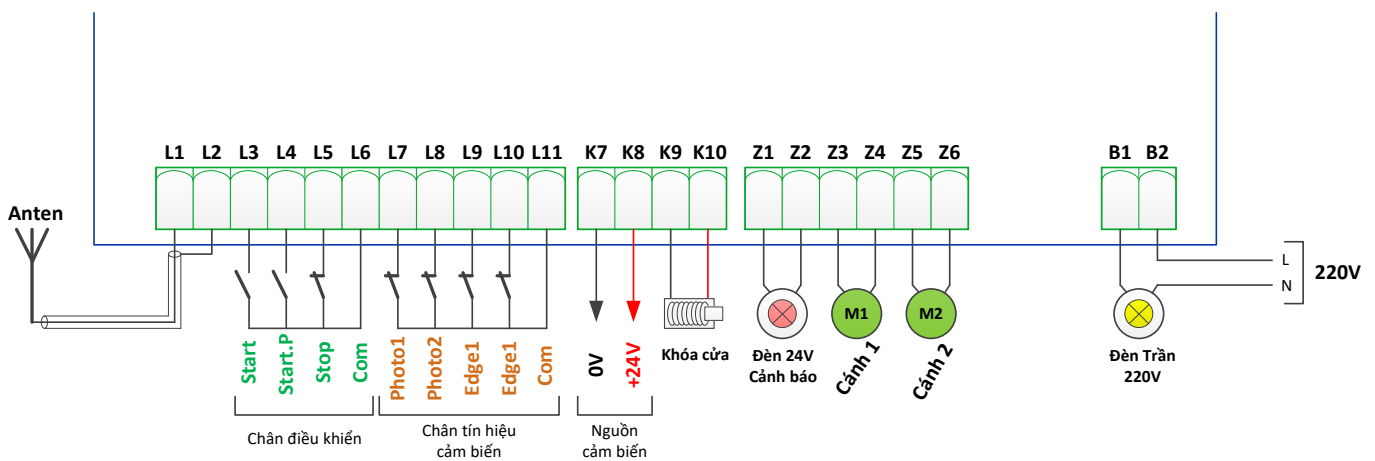 L1 L2 L3 L4 L5 L6 L7 L8 L9 L10 L11 K7 K8 K9 K10 Z1 Z2 Z3 Z4 Z5 Z6 B1 B2
Anten
L
N
220V
M1
M2
Start
Start.P
Stop
Com
Photo1
Photo2
Edge1
Edge1
Com
0V
+24V
Khóa cửa
Đèn 24V
Cảnh báo
Cánh 1
Cánh 2
Đèn Trần
220V
Chân điều khiển
Chân tín hiệu
cảm biến
Nguồn
cảm biến